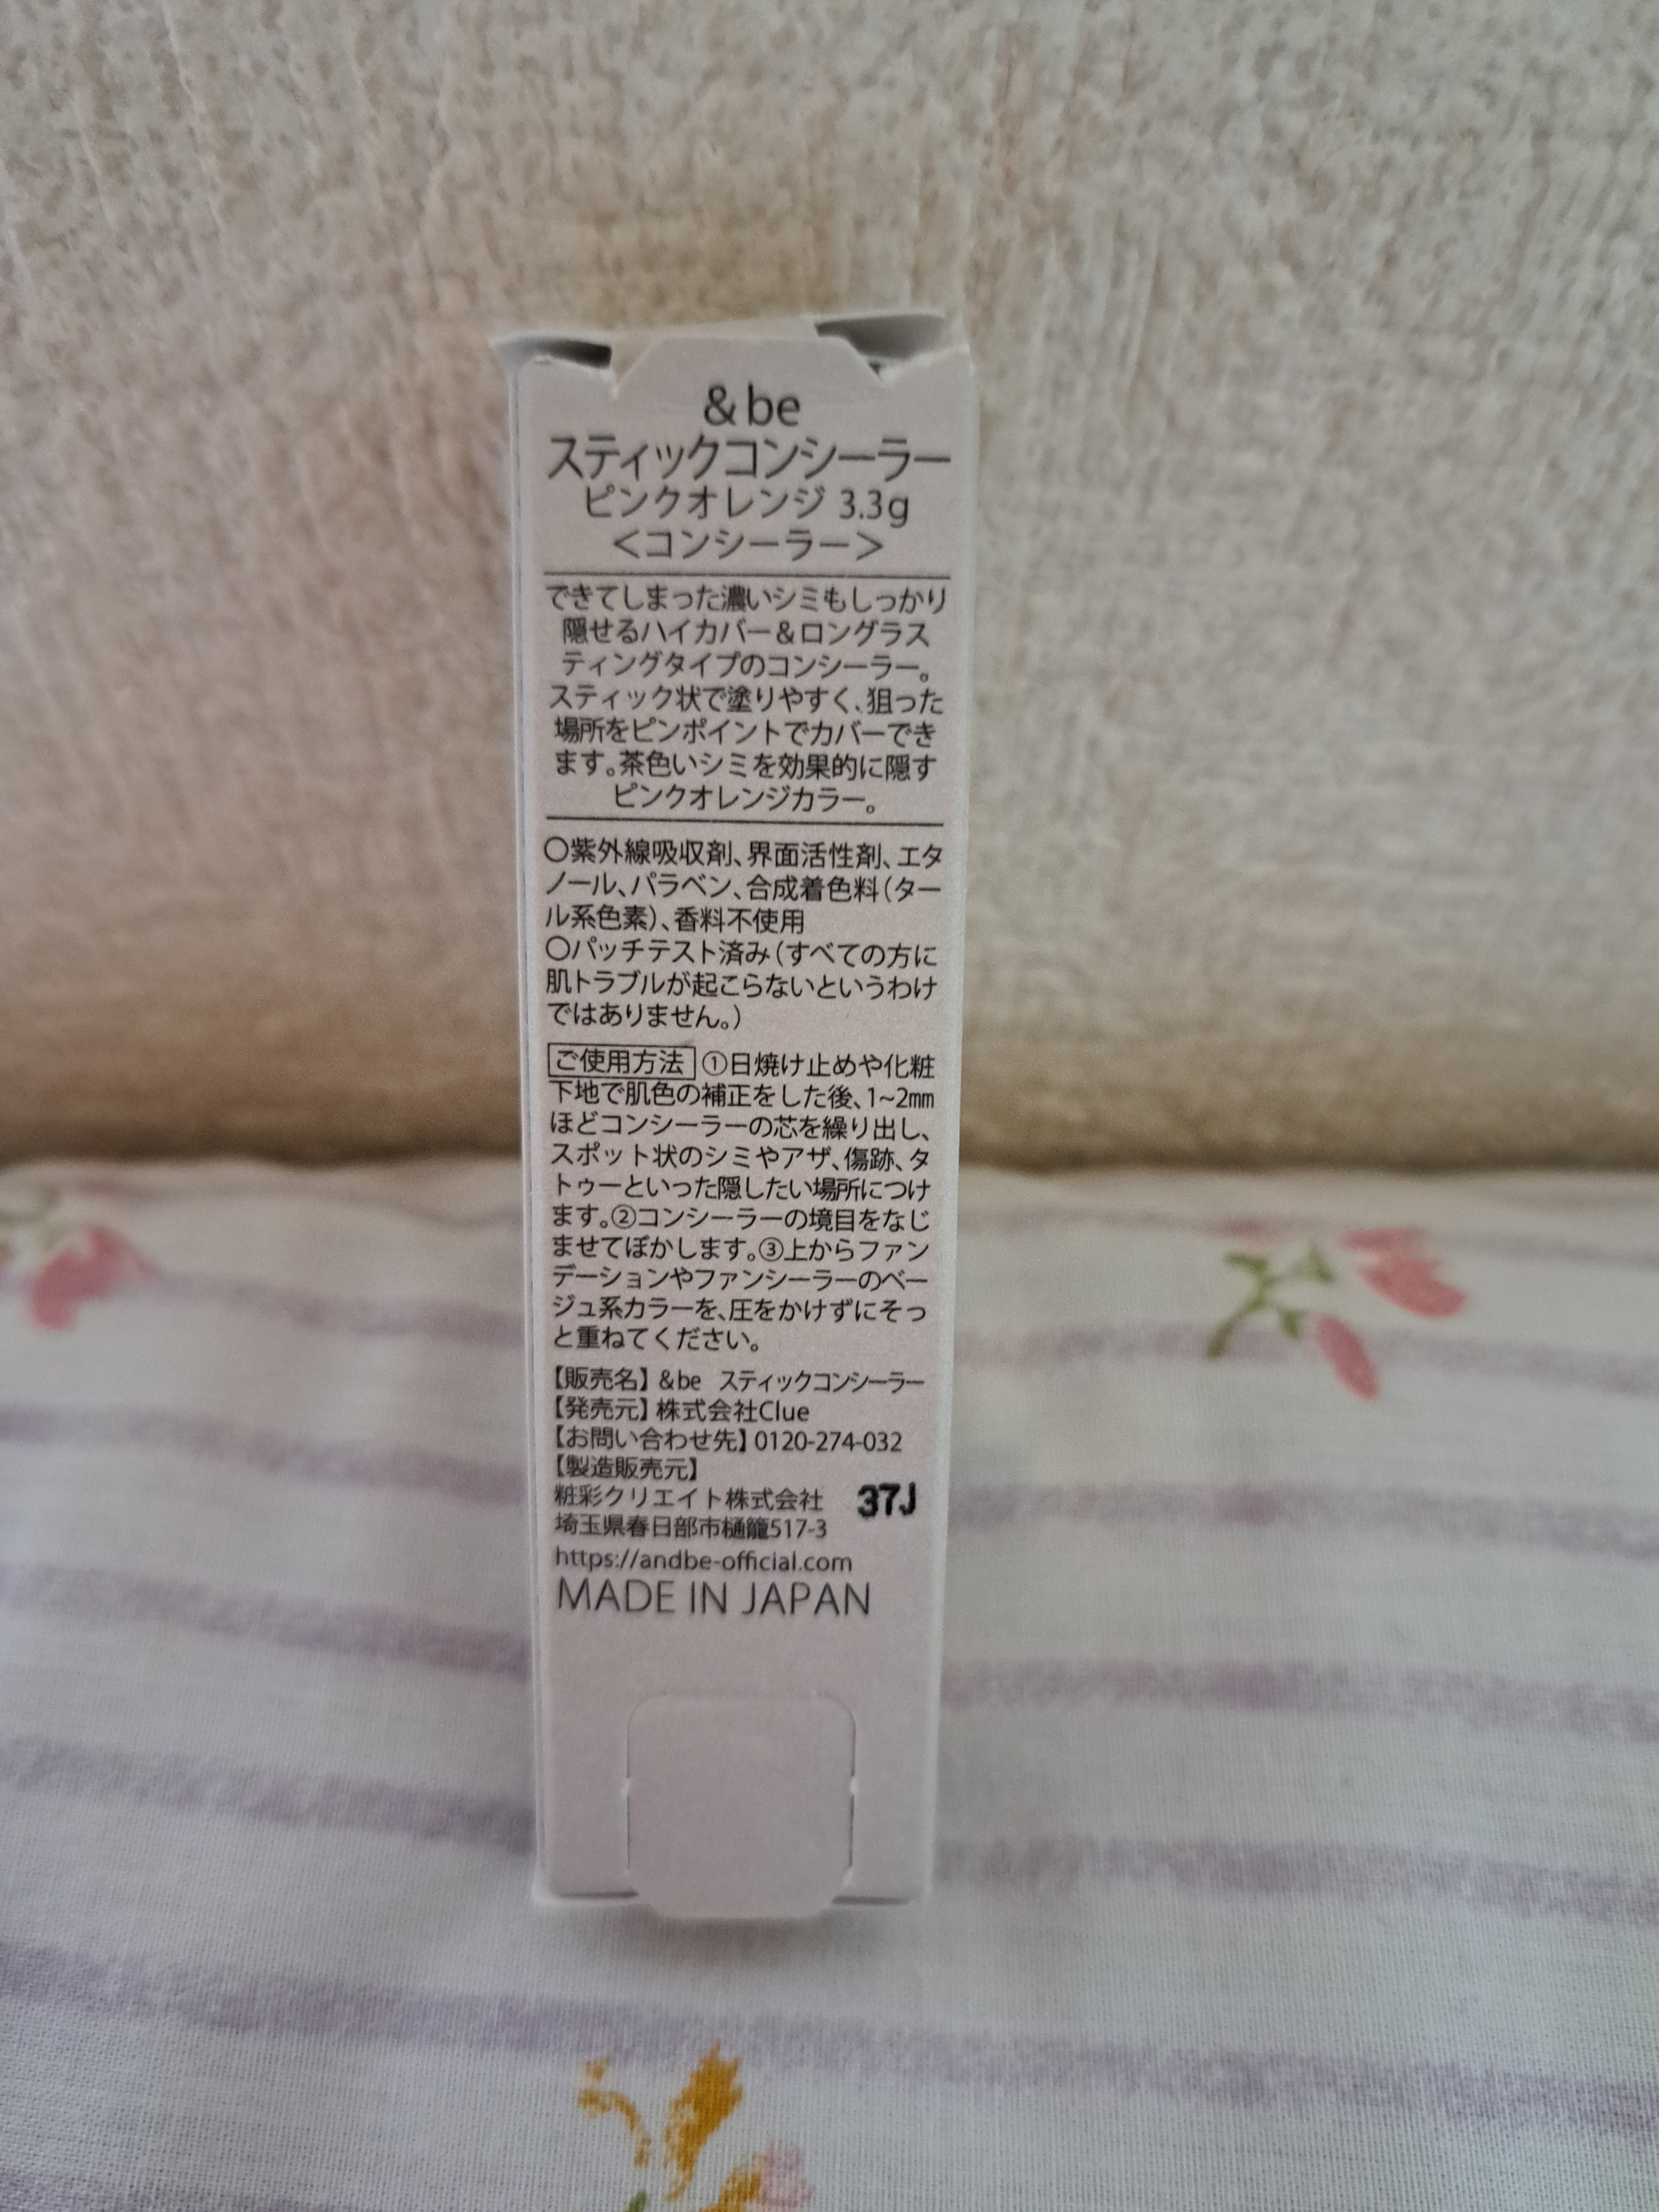 & be
スティックコンシーラー
ピンクオレンジ 3.3g
＜コンシーラー＞
できてしまった濃いシミもしっかり
隠せるハイカバー＆ロングラス
ティングタイプのコンシーラー。
スティック状で塗りやすく、狙った
場所をピンポイントでカバーでき
ます。茶色いシミを効果的に隠す
ピンクオレンジカラー。
○紫外線吸収剤、界面活性剤、エタ
ノール、パラベン、合成着色料（ター
ル系色素）、香料不使用
○パッチテスト済み（すべての方に
肌トラブルが起こらないというわけ
ではありません。）
ご使用方法 ①日焼け止めや化粧
下地で肌色の補正をした後、1~2㎜
ほどコンシーラーの芯を繰り出し、
スポット状のシミやアザ、傷跡、タ
トゥーといった隠したい場所につけ
ます。②コンシーラーの境目をなじ
ませてぼかします。③上からファン
デーションやファンシーラーのベー
ジュ系カラーを、圧をかけずにそっ
と重ねてください。
【販売名】&be スティックコンシーラー
【発売元】株式会社Clue
【お問い合わせ先】0120-274-032
【製造販売元】
粧彩クリエイト株式会社 37J
埼玉県春日部市樋籠517-3
https://andbe-official.com
MADE IN JAPAN